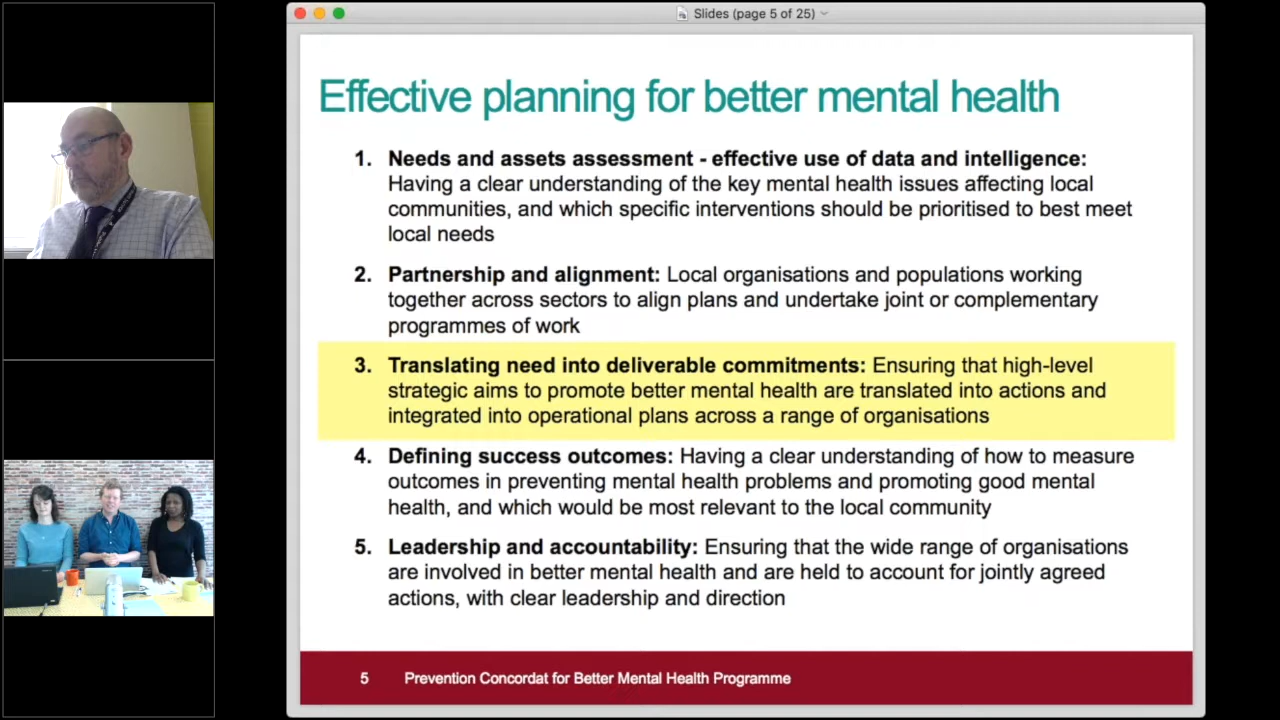 Slides (page 5 of 25)
Effective planning for better mental health
1. Needs and assets assessment - effective use of data and intelligence:
Having a clear understanding of the key mental health issues affecting local
communities, and which specific interventions should be prioritised to best meet
local needs
2. Partnership and alignment: Local organisations and populations working
together across sectors to align plans and undertake joint or complementary
programmes of work
3. Translating need into deliverable commitments: Ensuring that high-level
strategic aims to promote better mental health are translated into actions and
integrated into operational plans across a range of organisations
4. Defining success outcomes: Having a clear understanding of how to measure
outcomes in preventing mental health problems and promoting good mental
health, and which would be most relevant to the local community
5. Leadership and accountability: Ensuring that the wide range of organisations
are involved in better mental health and are held to account for jointly agreed
actions, with clear leadership and direction
5 Prevention Concordat for Better Mental Health Programme